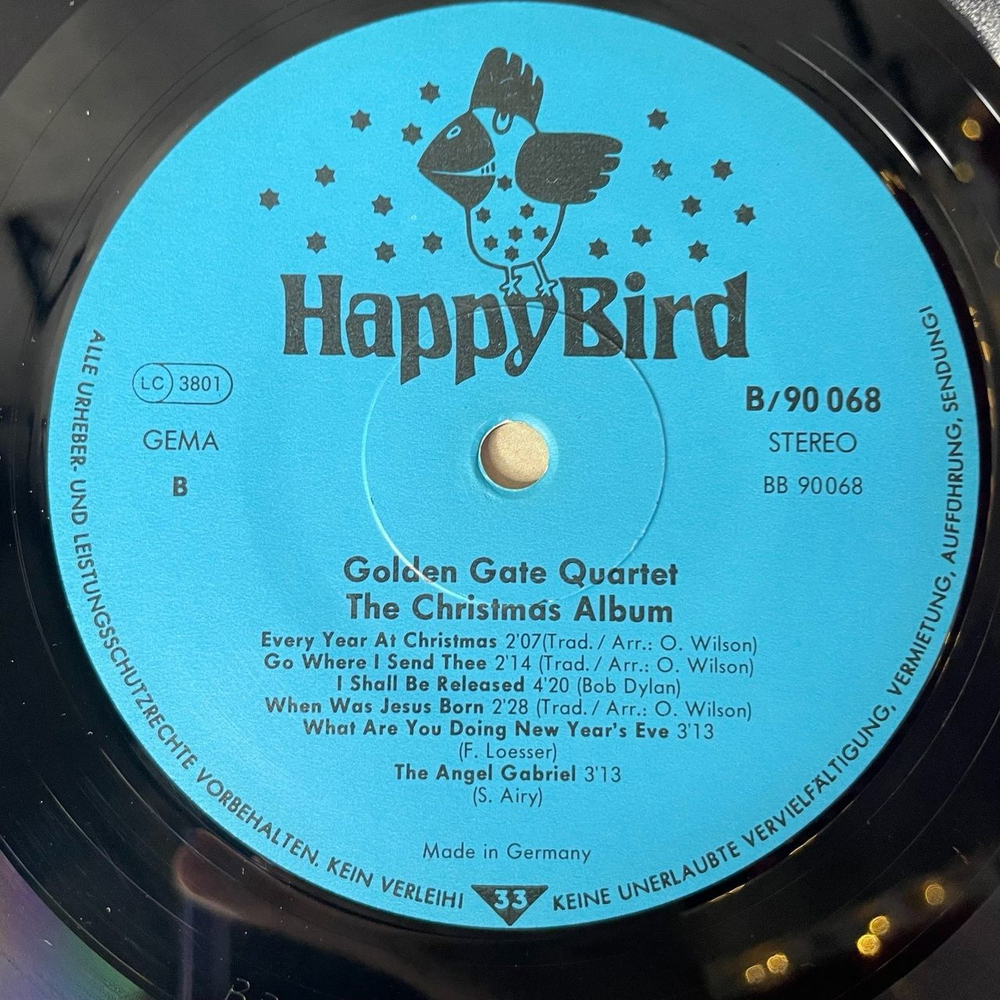 HappyBird
LC 3801
GEMA
B
B/90 068
STEREO
BB 90068
Golden Gate Quartet
The Christmas Album
Every Year At Christmas 2'07(Trad. / Arr.: O. Wilson)
Go Where I Send Thee 2'14 (Trad. / Arr.: O. Wilson)
I Shall Be Released 4'20 (Bob Dylan)
When Was Jesus Born 2'28 (Trad. / Arr.: O. Wilson)
What Are You Doing New Year's Eve 3'13
(F. Loesser)
The Angel Gabriel 3'13
(S. Airy)
Made in Germany
ALLE URHEBER- UND LEISTUNGSSCHUTZRECHTE VORBEHALTEN. KEIN VERLEIH!
33
KEINE UNERLAUBTE VERVIELFÄLTIGUNG, VERMIETUNG, AUFFÜHRUNG, SENDUNG!